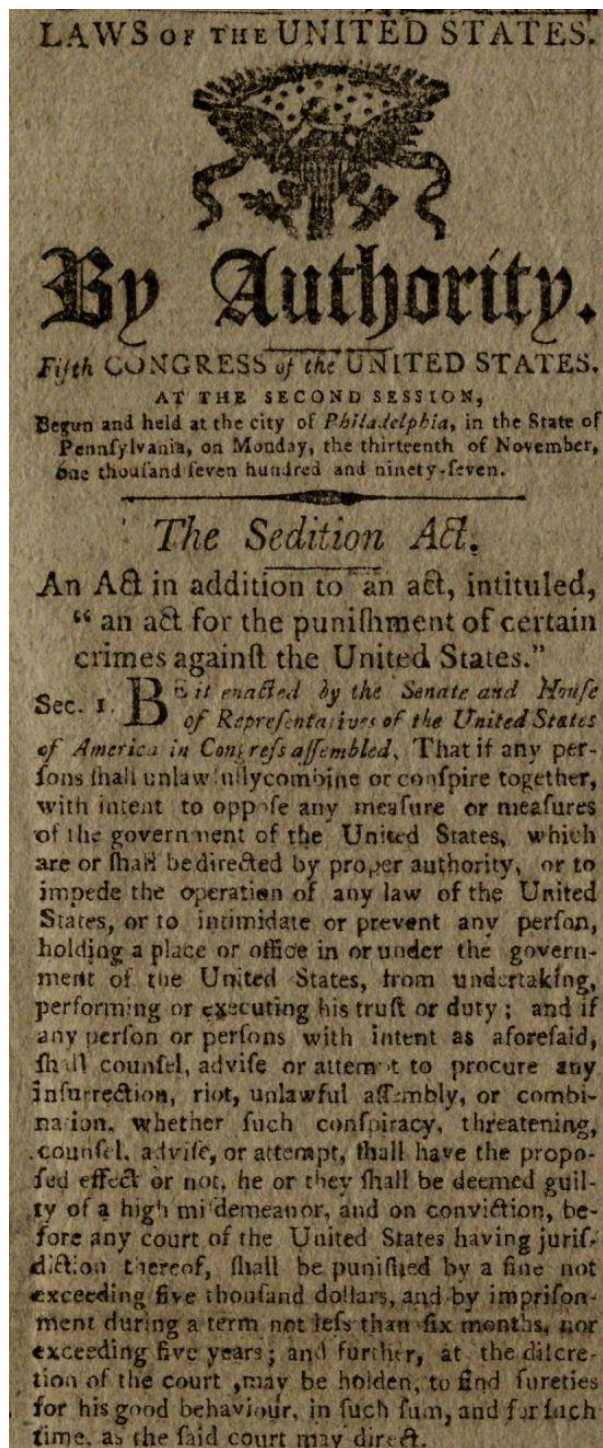 LAWS OF THE UNITED STATES.
By Authority.
Fifth CONGRESS of the UNITED STATES.
AT THE SECOND SESSION,
Begun and held at the city of Philadelphia, in the State of
Pennſylvania, on Monday, the thirteenth of November,
one thouſand ſeven hundred and ninety-ſeven.
The Sedition Act.
An Act in addition to an act, intituled,
“ an act for the puniſhment of certain
crimes againſt the United States.”
Sec. 1. BE it enacted by the Senate and Houſe
of Repreſentatives of the United States
of America in Congreſs aſſembled, That if any per-
ſons ſhall unlawfully combine or conſpire together,
with intent to oppoſe any meaſure or meaſures
of the government of the United States, which
are or ſhall be directed by proper authority, or to
impede the operation of any law of the United
States, or to intimidate or prevent any perſon,
holding a place or office in or under the govern-
ment of the United States, from undertaking,
performing or executing his truſt or duty ; and if
any perſon or perſons with intent as aforeſaid,
ſhall counſel, adviſe or attempt to procure any
inſurrection, riot, unlawful aſſembly, or combi-
nation, whether ſuch conſpiracy, threatening,
counſel, adviſe, or attempt, ſhall have the propo-
ſed effect or not, he or they ſhall be deemed guil-
ty of a high miſdemeanor, and on conviction, be-
fore any court of the United States having juriſ-
diction thereof, ſhall be puniſhed by a fine not
exceeding five thouſand dollars, and by impriſon-
ment during a term not leſs than ſix months, nor
exceeding five years ; and further, at the diſcre-
tion of the court ,may be holden, to find ſureties
for his good behaviour, in ſuch ſum, and for ſuch
time, as the ſaid court may direct.